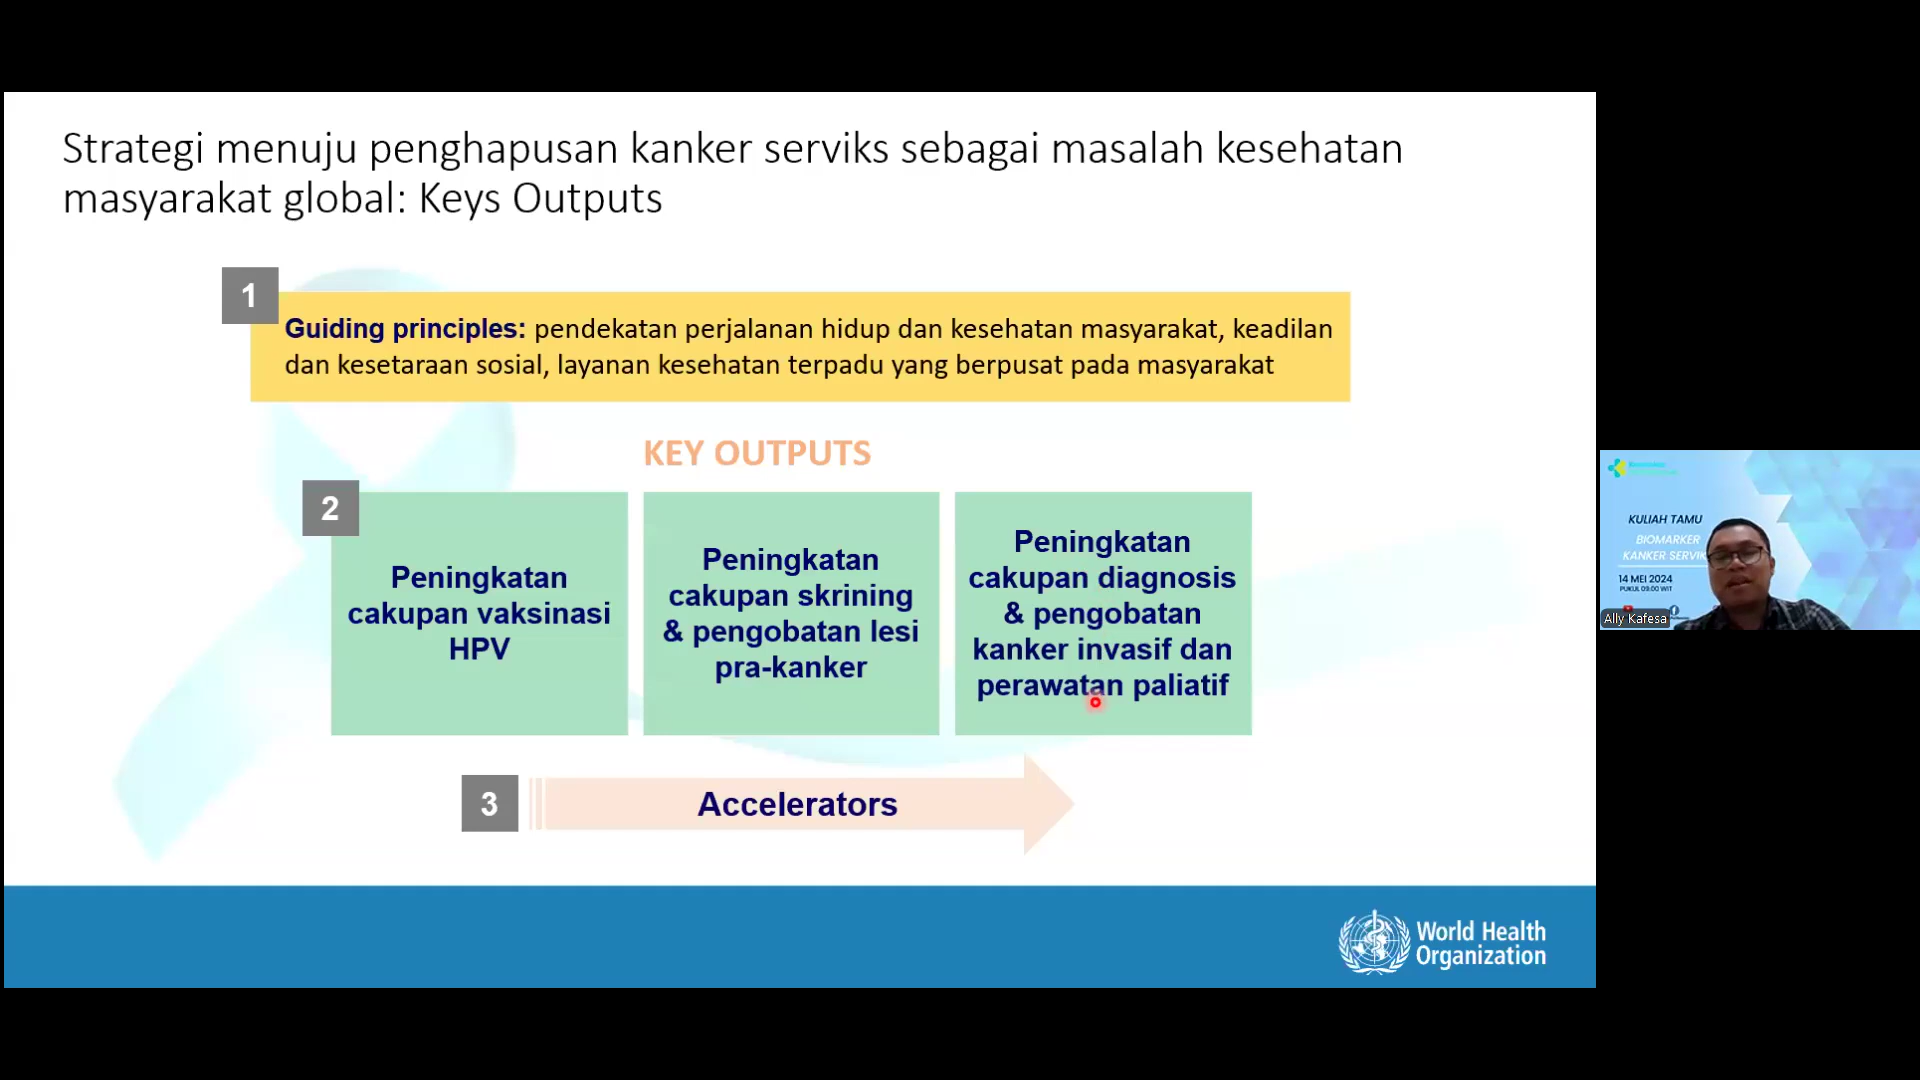 Strategi menuju penghapusan kanker serviks sebagai masalah kesehatan
masyarakat global: Keys Outputs
1
Guiding principles: pendekatan perjalanan hidup dan kesehatan masyarakat, keadilan
dan kesetaraan sosial, layanan kesehatan terpadu yang berpusat pada masyarakat
KEY OUTPUTS
2
Peningkatan
cakupan vaksinasi
HPV
Peningkatan
cakupan skrining
& pengobatan lesi
pra-kanker
Peningkatan
cakupan diagnosis
& pengobatan
kanker invasif dan
perawatan paliatif
3
Accelerators
World Health
Organization
KULIAH TAMU
BIOMARKER
KANKER SERVIK
14 MEI 2024
PUKUL 09.00 WIT
Ally Kafesa